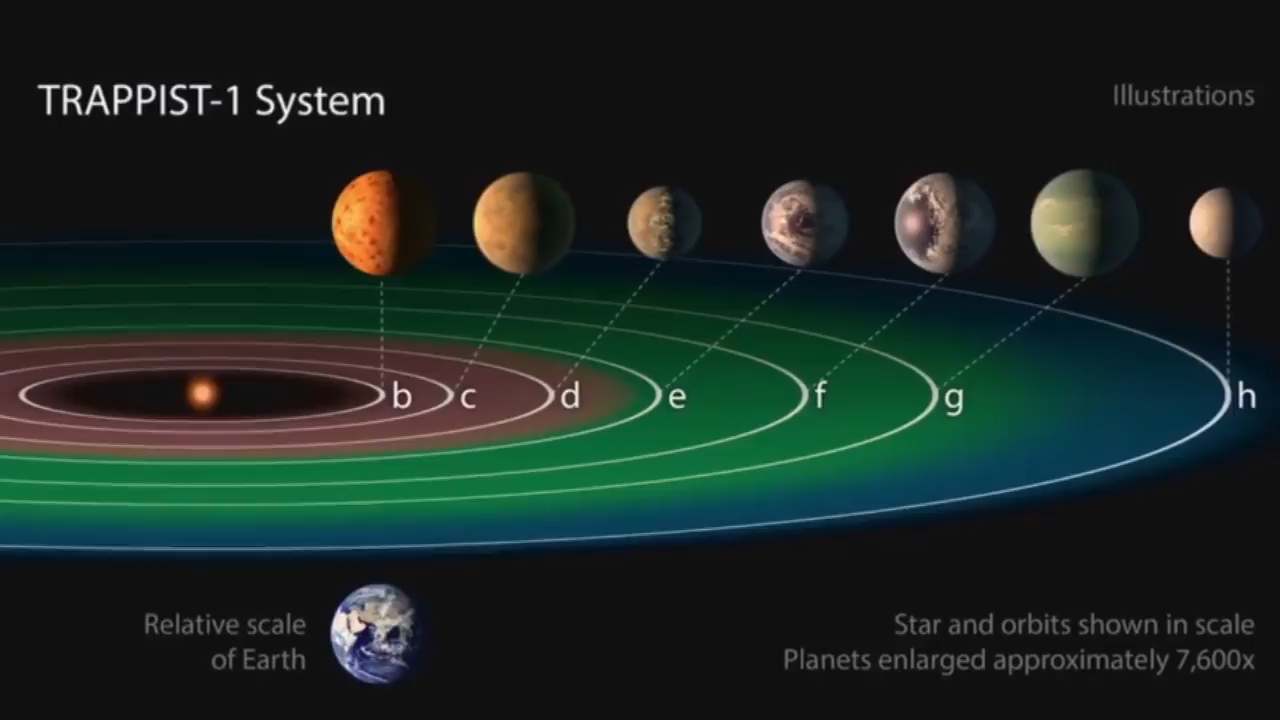 TRAPPIST-1 System
Illustrations
b
c
d
e
f
g
h
Relative scale
of Earth
Star and orbits shown in scale
Planets enlarged approximately 7,600x